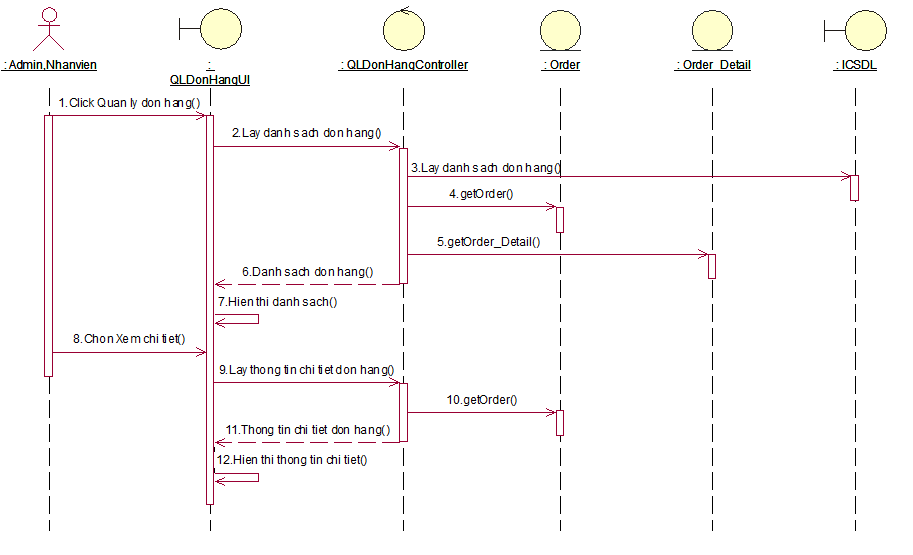 : Admin,Nhanvien
:
QLDonHangUI
: QLDonHangController
: Order
: Order_Detail
: ICSDL
1.Click Quan ly don hang()
2.Lay danh sach don hang()
3.Lay danh sach don hang()
4.getOrder()
5.getOrder_Detail()
6.Danh sach don hang()
7.Hien thi danh sach()
8.Chon Xem chi tiet()
9.Lay thong tin chi tiet don hang()
10.getOrder()
11.Thong tin chi tiet don hang()
12.Hien thi thong tin chi tiet()